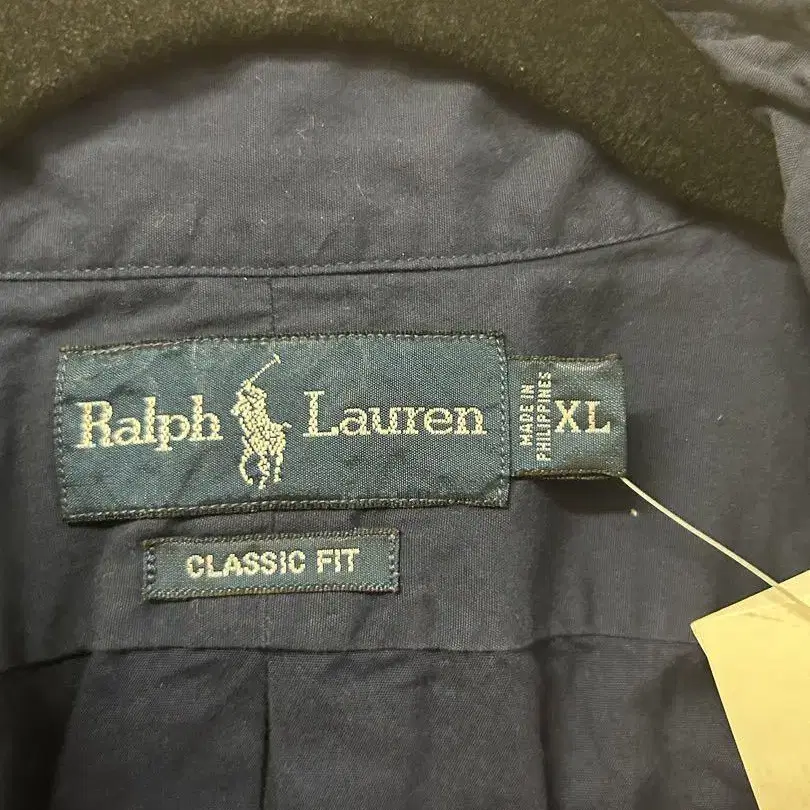 Ralph Lauren
MADE IN
PHILIPPINES
XL
CLASSIC FIT